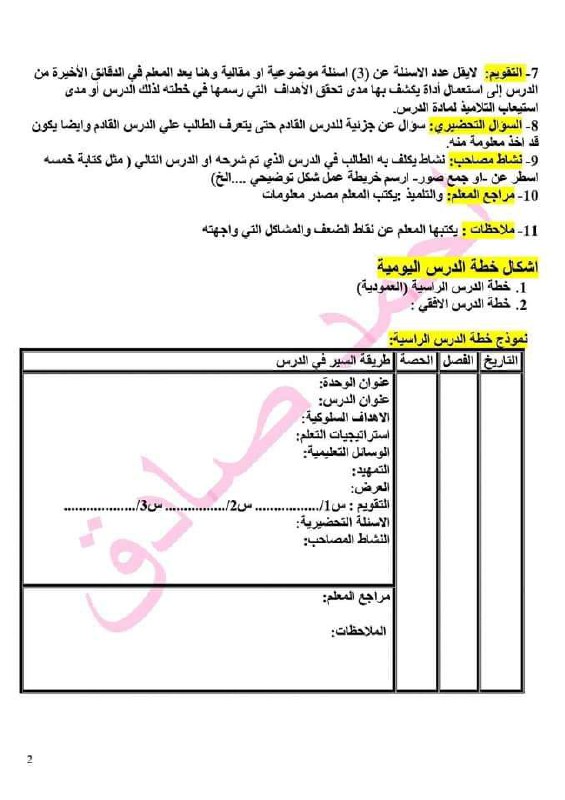 7- التقويم: لايقل عدد الاسئلة عن (3) اسئلة موضوعية او مقالية وهنا يعد المعلم في الدقائق الأخيرة من
الدرس إلى استعمال أداة يكشف بها مدى تحقق الأهداف التي رسمها في خطته لذلك الدرس أو مدى
استيعاب التلاميذ لمادة الدرس.
8- السؤال التحضيري: سؤال عن جزئية للدرس القادم حتى يتعرف الطالب علي الدرس القادم وايضا يكون
قد اخذ معلومة منه.
9- نشاط مصاحب: نشاط يكلف به الطالب في الدرس الذي تم شرحه او الدرس التالي ( مثل كتابة خمسه
اسطر عن -او جمع صور- ارسم خريطة عمل شكل توضيحي ....الخ)
10- مراجع المعلم: والتلميذ :يكتب المعلم مصدر معلومات
11- ملاحظات : يكتبها المعلم عن نقاط الضعف والمشاكل التي واجهته
اشكال خطة الدرس اليومية
1. خطة الدرس الراسية (العمودية)
2. خطة الدرس الافقي :
نموذج خطة الدرس الراسية:
التاريخ الفصل الحصة طريقة السير في الدرس
عنوان الوحدة:
عنوان الدرس:
الاهداف السلوكية:
استراتيجيات التعلم:
الوسائل التعليمية:
التمهيد:
العرض:
التقويم : س1/................. س2/................ س3/...................
الاسئلة التحضيرية:
النشاط المصاحب:
مراجع المعلم:
الملاحظات:
احمد صادق
2